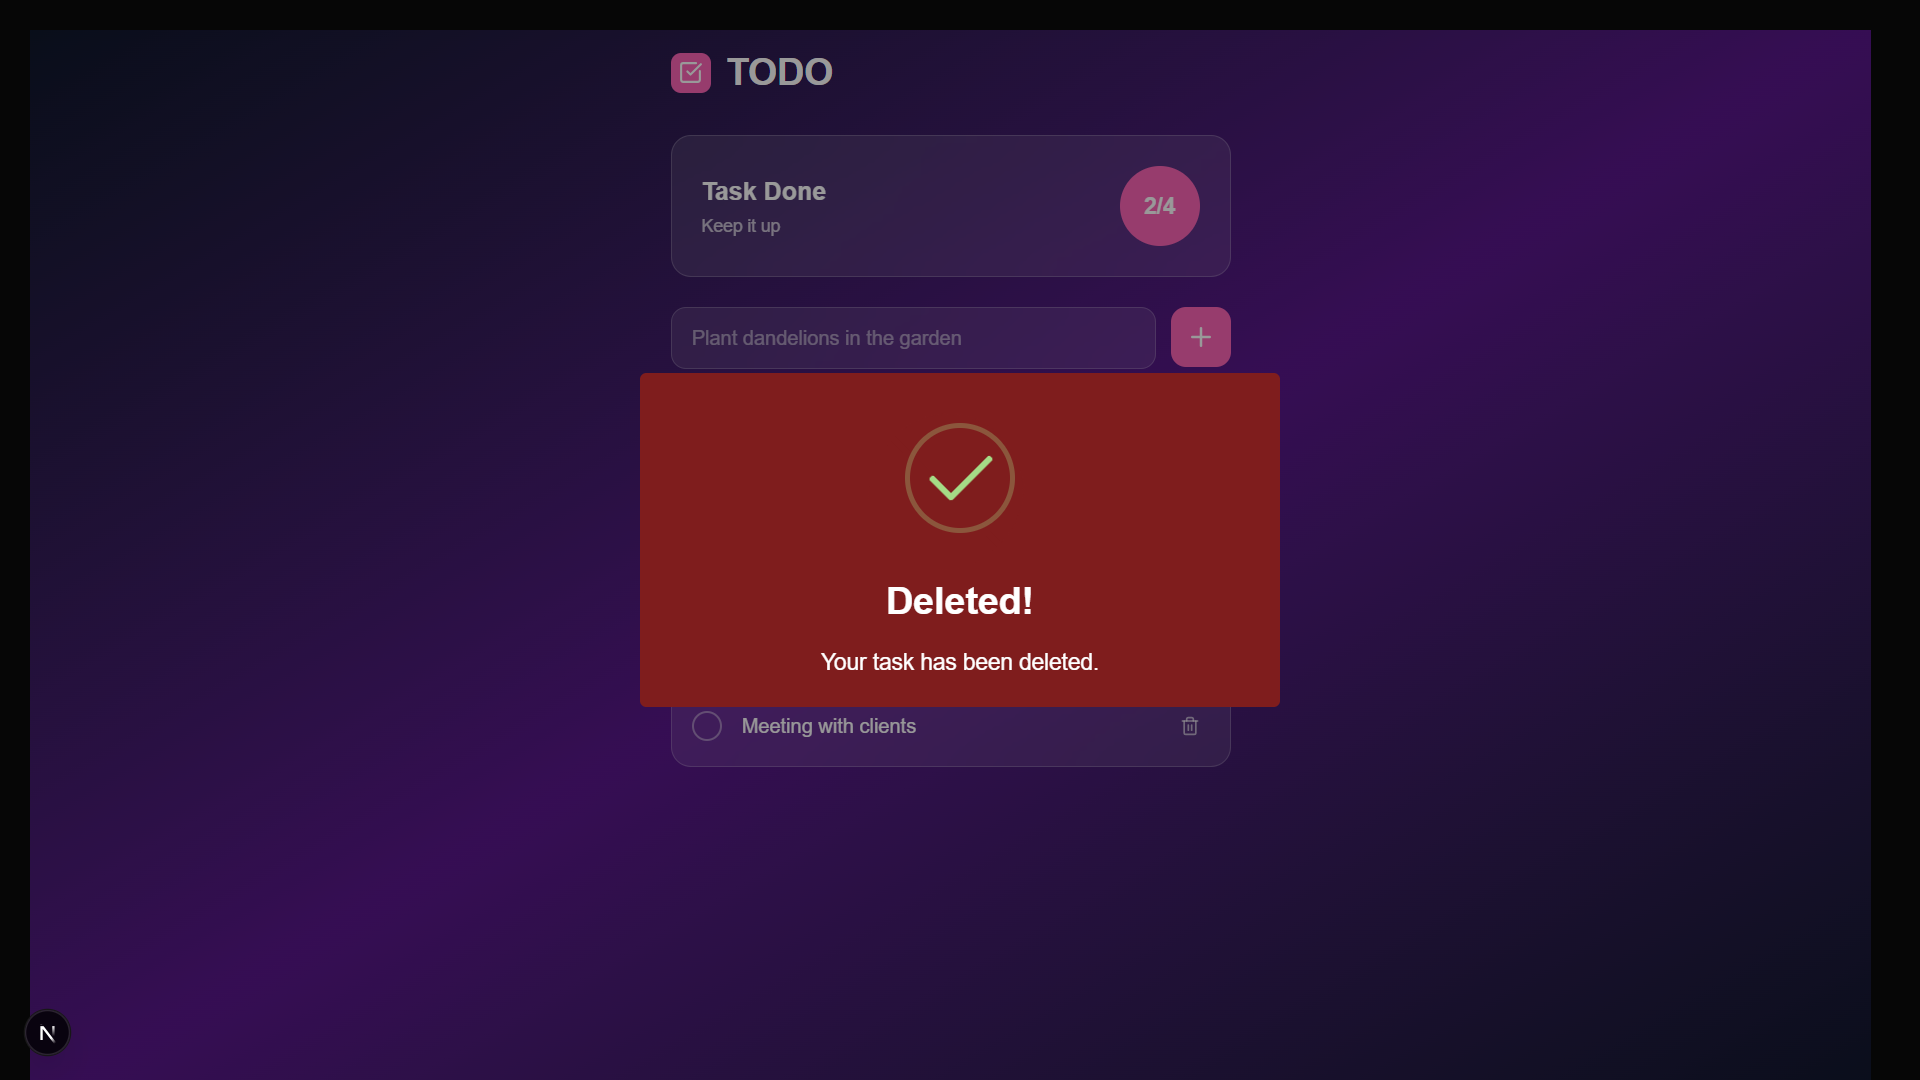 TODO
Task Done
Keep it up
2/4
Plant dandelions in the garden
Deleted!
Your task has been deleted.
Meeting with clients
N